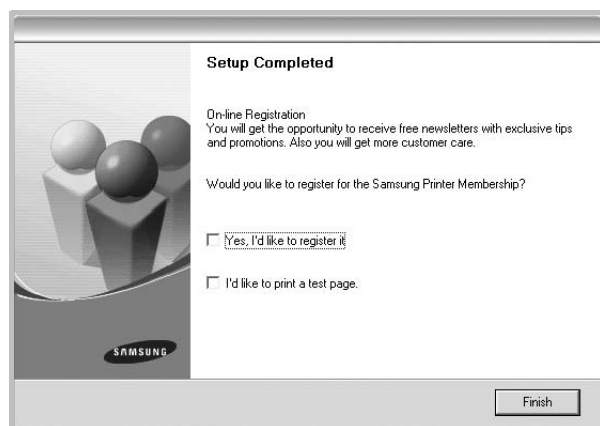 Setup Completed
On-line Registration
You will get the opportunity to receive free newsletters with exclusive tips
and promotions. Also you will get more customer care.
Would you like to register for the Samsung Printer Membership?
Yes, I'd like to register it
I'd like to print a test page.
SAMSUNG
Finish